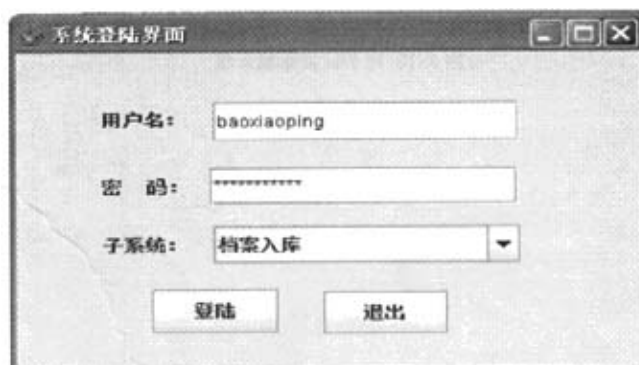 系统登陆界面
用户名： baoxiaoping
密 码： ***********
子系统： 档案入库
登陆 退出